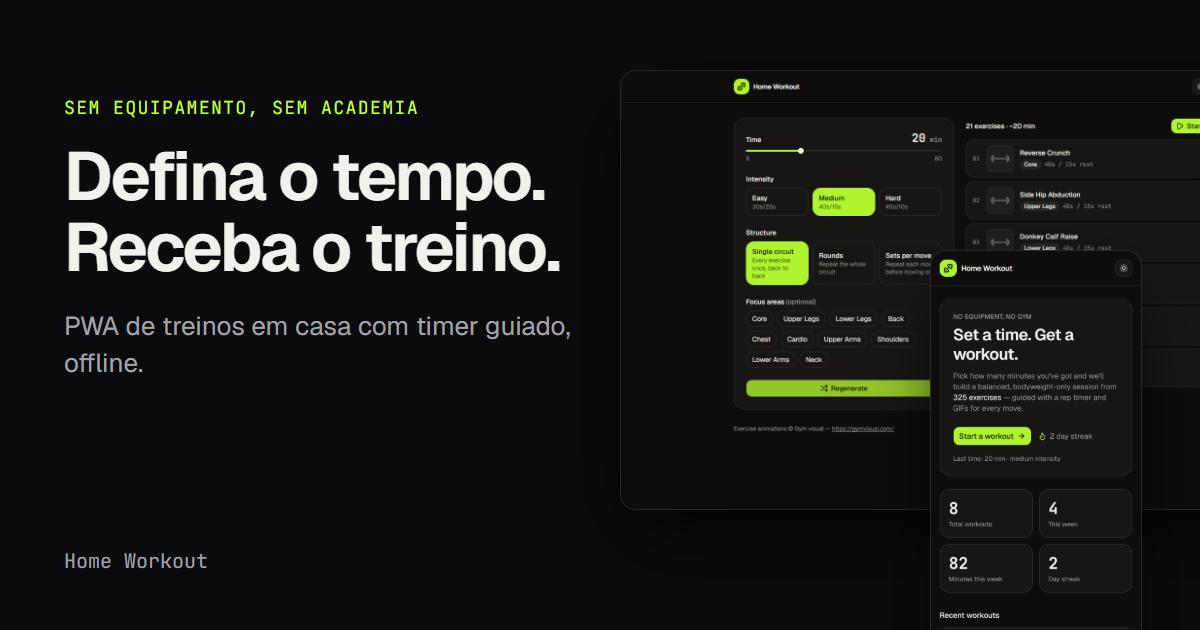 SEM EQUIPAMENTO, SEM ACADEMIA
Defina o tempo.
Receba o treino.
PWA de treinos em casa com timer guiado,
offline.
Home Workout
Home Workout
Time
20 min
5
60
Intensity
Easy
30s/25s
Medium
40s/15s
Hard
45s/10s
Structure
Single circuit
Every exercise
once, back to
back
Rounds
Repeat the whole
circuit
Sets per move
Repeat each mov
before moving on
Focus areas (optional)
Core
Upper Legs
Lower Legs
Back
Chest
Cardio
Upper Arms
Shoulders
Lower Arms
Neck
Regenerate
Exercise animations © Gym visual — https://gymvisual.com/
21 exercises · ~20 min
Star
01
Reverse Crunch
Core 40s / 15s rest
02
Side Hip Abduction
Upper Legs 40s / 15s rest
03
Donkey Calf Raise
Lower Legs 40s / 15s rest
Home Workout
NO EQUIPMENT, NO GYM
Set a time. Get a
workout.
Pick how many minutes you've got and we'll
build a balanced, bodyweight-only session from
325 exercises — guided with a rep timer and
GIFs for every move.
Start a workout →
2 day streak
Last time: 20 min · medium intensity
8
Total workouts
4
This week
82
Minutes this week
2
Day streak
Recent workouts